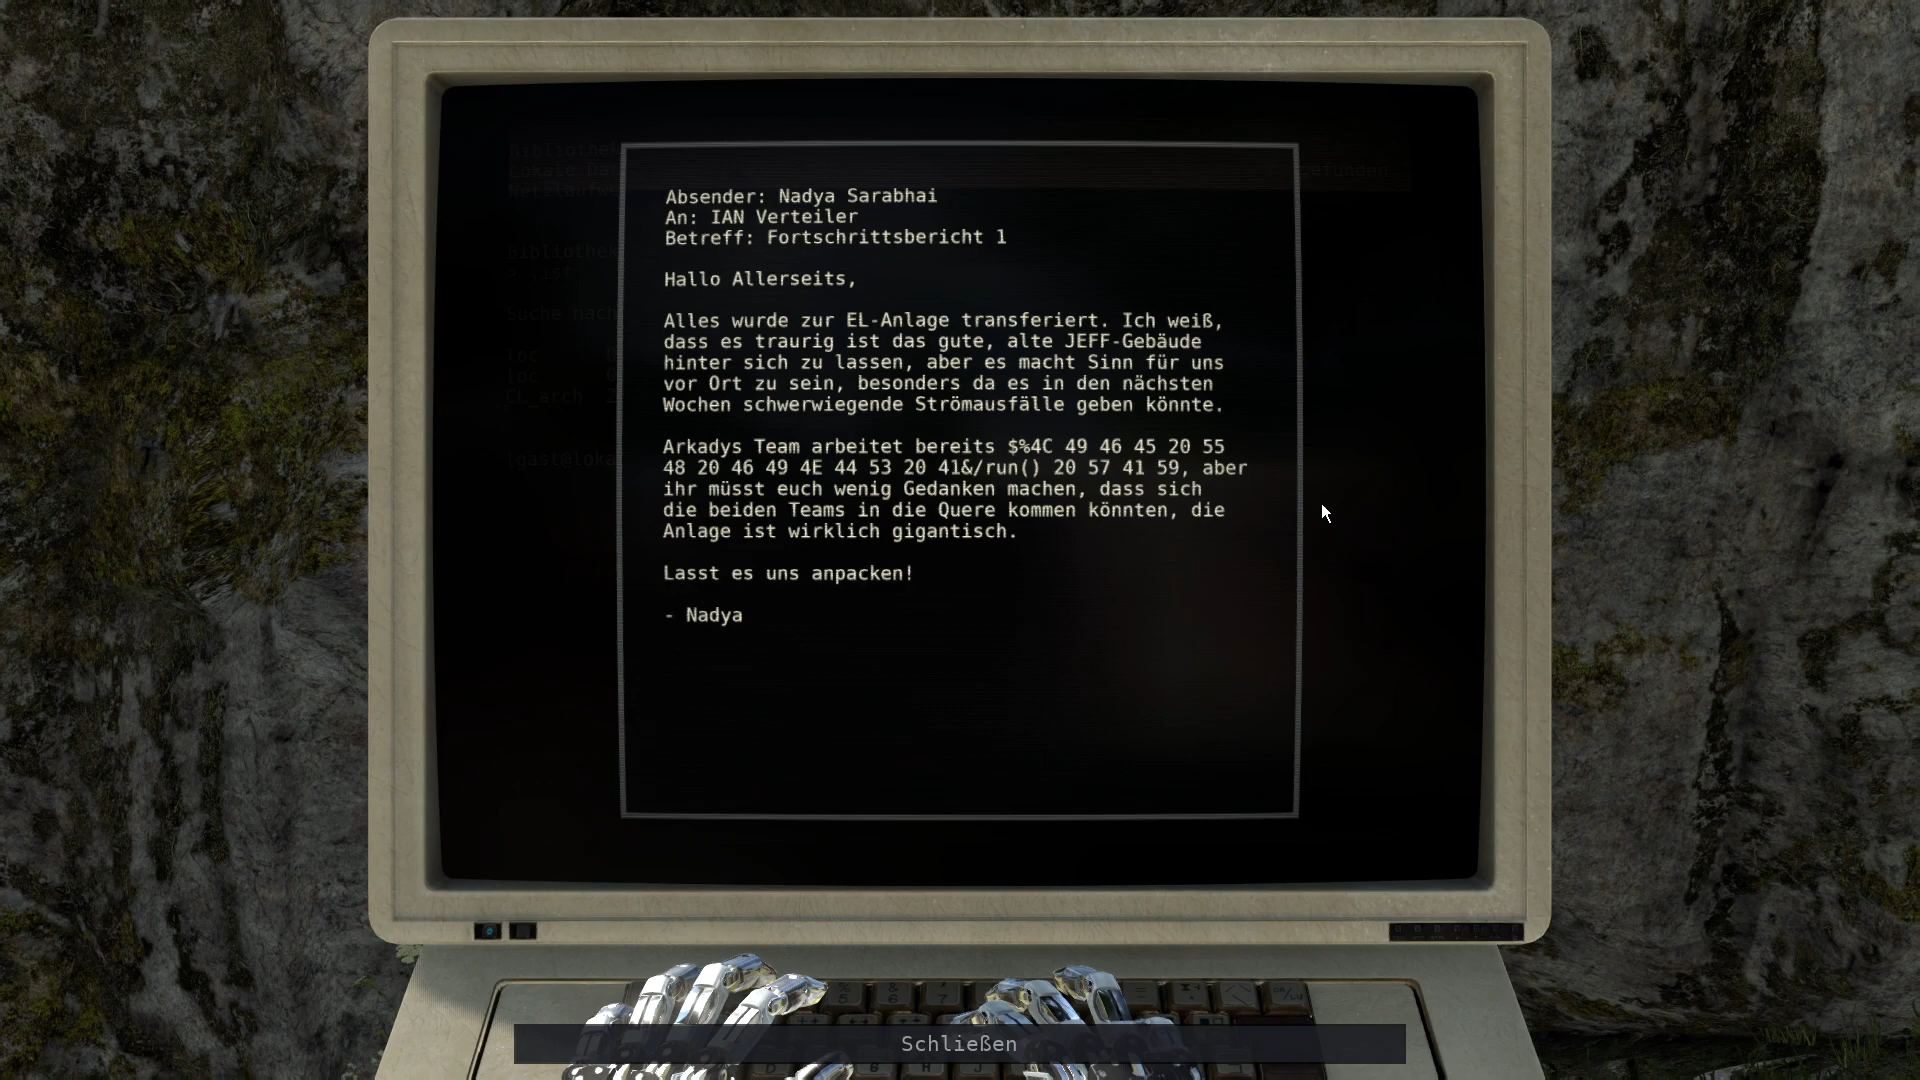 Absender: Nadya Sarabhai
An: IAN Verteiler
Betreff: Fortschrittsbericht 1
Hallo Allerseits,
Alles wurde zur EL-Anlage transferiert. Ich weiß,
dass es traurig ist das gute, alte JEFF-Gebäude
hinter sich zu lassen, aber es macht Sinn für uns
vor Ort zu sein, besonders da es in den nächsten
Wochen schwerwiegende Strömausfälle geben könnte.
Arkadys Team arbeitet bereits $%4C 49 46 45 20 55
48 20 46 49 4E 44 53 20 41&/run() 20 57 41 59, aber
ihr müsst euch wenig Gedanken machen, dass sich
die beiden Teams in die Quere kommen könnten, die
Anlage ist wirklich gigantisch.
Lasst es uns anpacken!
- Nadya
Schließen